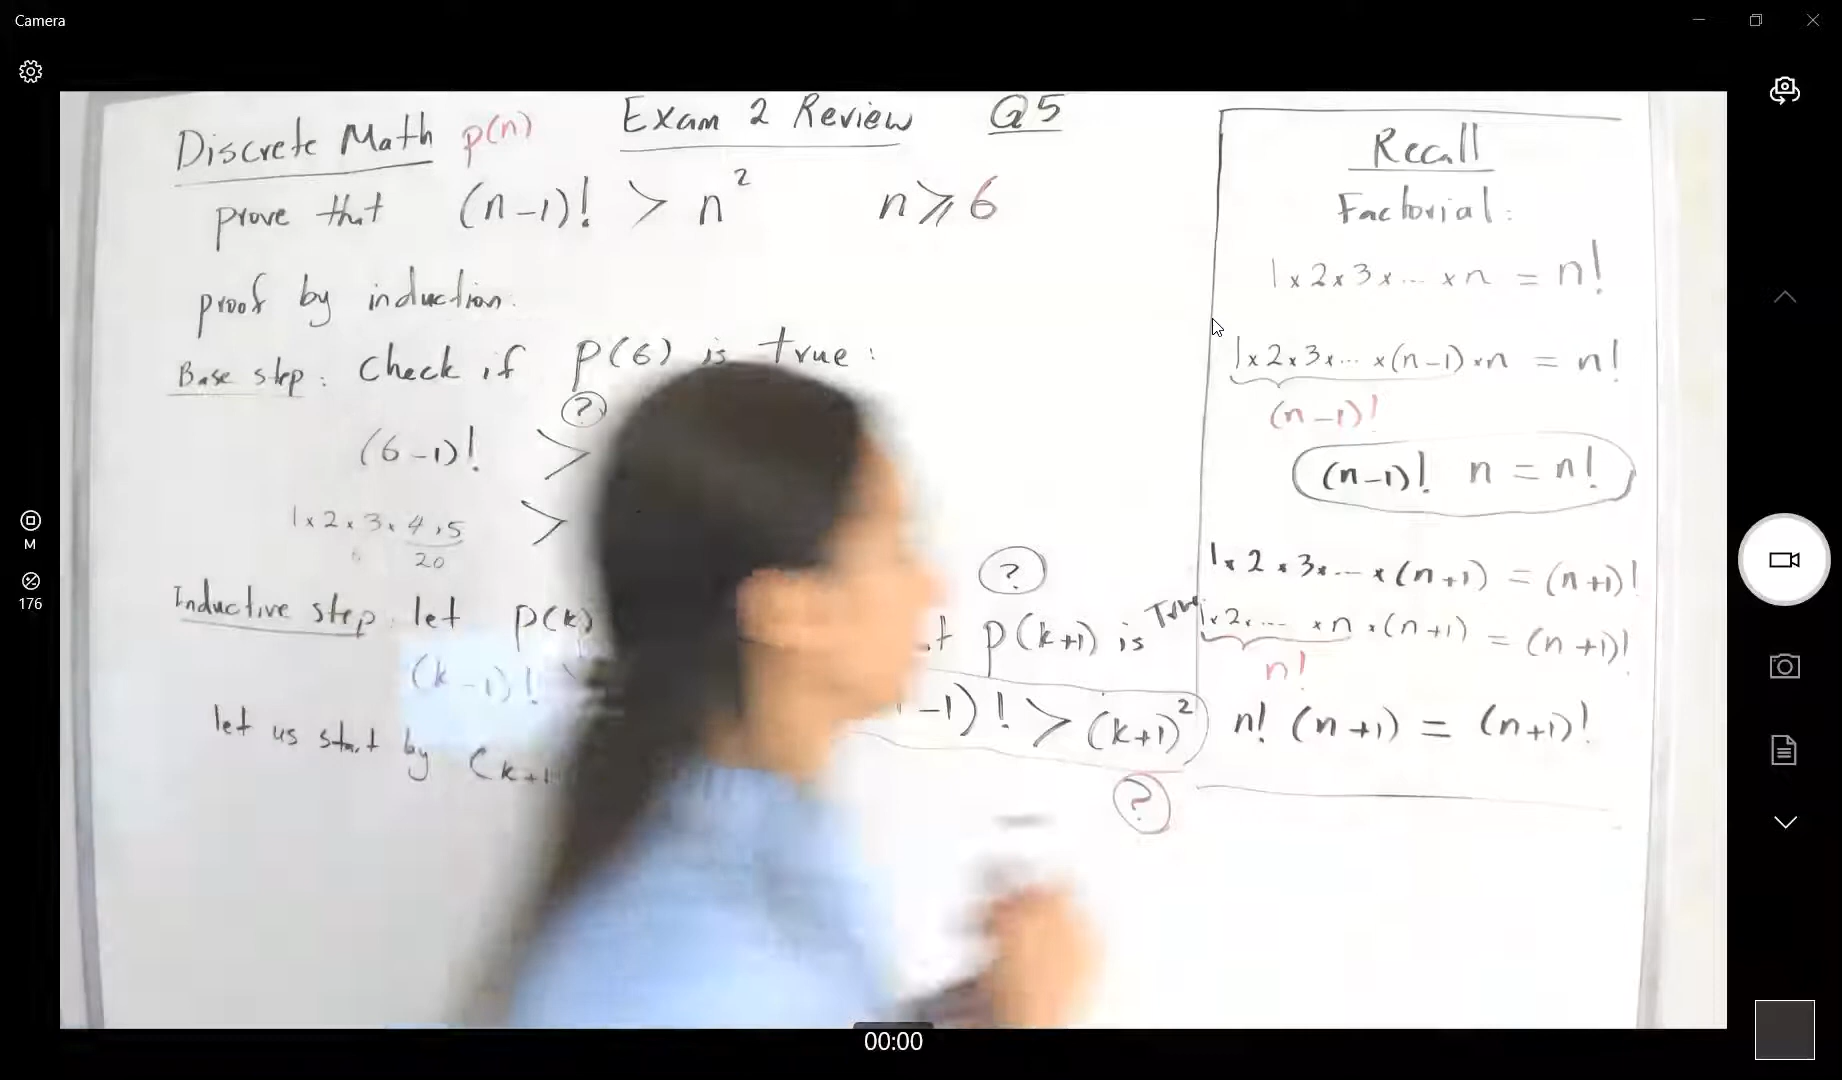 Camera
Discrete Math p(n) Exam 2 Review Q5
prove that (n-1)! > n² n ⩾ 6
proof by induction.
Base step: Check if P(6) is true:
?
(6-1)! >
1×2×3×4×5 >
20
Inductive step: let p(k) p(k+1) is True
?
(k-1)! -1)! > (k+1)²
let us start by (k+1
?
Recall
Factorial:
1×2×3×...×n = n!
1×2×3×...×(n-1)×n = n!
(n-1)!
(n-1)! n = n!
1×2×3×...×(n+1) = (n+1)!
1×2×...×n×(n+1) = (n+1)!
n!
n! (n+1) = (n+1)!
M
176
00:00